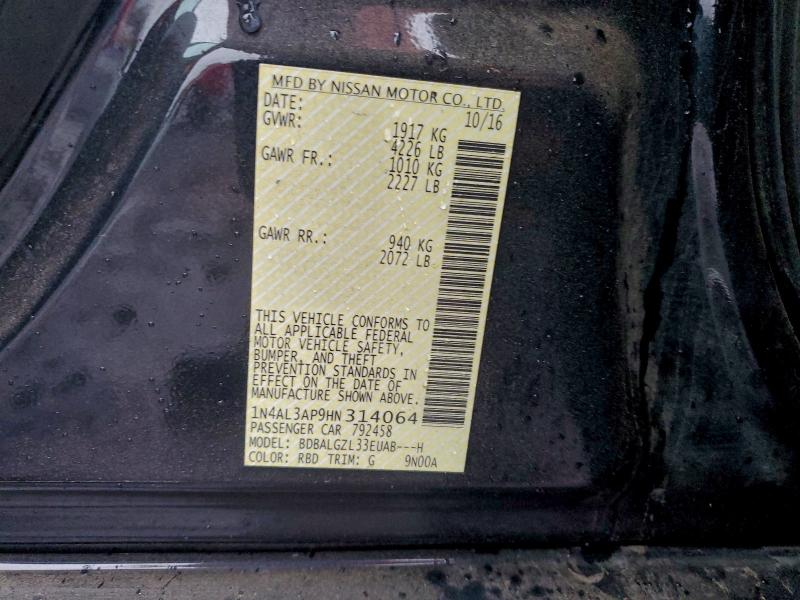 MFD BY NISSAN MOTOR CO., LTD.
DATE: 10/16
GVWR: 1917 KG
4226 LB
GAWR FR.: 1010 KG
2227 LB
GAWR RR.: 940 KG
2072 LB
THIS VEHICLE CONFORMS TO
ALL APPLICABLE FEDERAL
MOTOR VEHICLE SAFETY,
BUMPER, AND THEFT
PREVENTION STANDARDS IN
EFFECT ON THE DATE OF
MANUFACTURE SHOWN ABOVE.
1N4AL3AP9HN 314064
PASSENGER CAR 792458
MODEL: BDBALGZL33EUAB---H
COLOR: RBD TRIM: G 9N00A